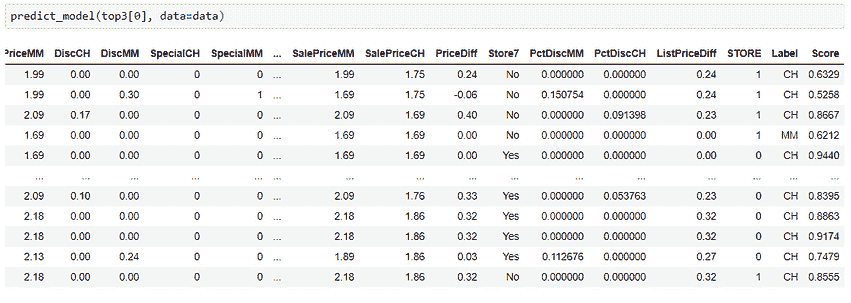 predict_model(top3[0], data=data)
PriceMM DiscCH DiscMM SpecialCH SpecialMM ... SalePriceMM SalePriceCH PriceDiff Store7 PctDiscMM PctDiscCH ListPriceDiff STORE Label Score
1.99 0.00 0.00 0 0 ... 1.99 1.75 0.24 No 0.000000 0.000000 0.24 1 CH 0.6329
1.99 0.00 0.30 0 1 ... 1.69 1.75 -0.06 No 0.150754 0.000000 0.24 1 CH 0.5258
2.09 0.17 0.00 0 0 ... 2.09 1.69 0.40 No 0.000000 0.091398 0.23 1 CH 0.8667
1.69 0.00 0.00 0 0 ... 1.69 1.69 0.00 No 0.000000 0.000000 0.00 1 MM 0.6212
1.69 0.00 0.00 0 0 ... 1.69 1.69 0.00 Yes 0.000000 0.000000 0.00 0 CH 0.9440
... ... ... ... ... ... ... ... ... ... ... ... ... ... ... ...
2.09 0.10 0.00 0 0 ... 2.09 1.76 0.33 Yes 0.000000 0.053763 0.23 0 CH 0.8395
2.18 0.00 0.00 0 0 ... 2.18 1.86 0.32 Yes 0.000000 0.000000 0.32 0 CH 0.8863
2.18 0.00 0.00 0 0 ... 2.18 1.86 0.32 Yes 0.000000 0.000000 0.32 0 CH 0.9174
2.13 0.00 0.24 0 0 ... 1.89 1.86 0.03 Yes 0.112676 0.000000 0.27 0 CH 0.7479
2.18 0.00 0.00 0 0 ... 2.18 1.86 0.32 No 0.000000 0.000000 0.32 1 CH 0.8555